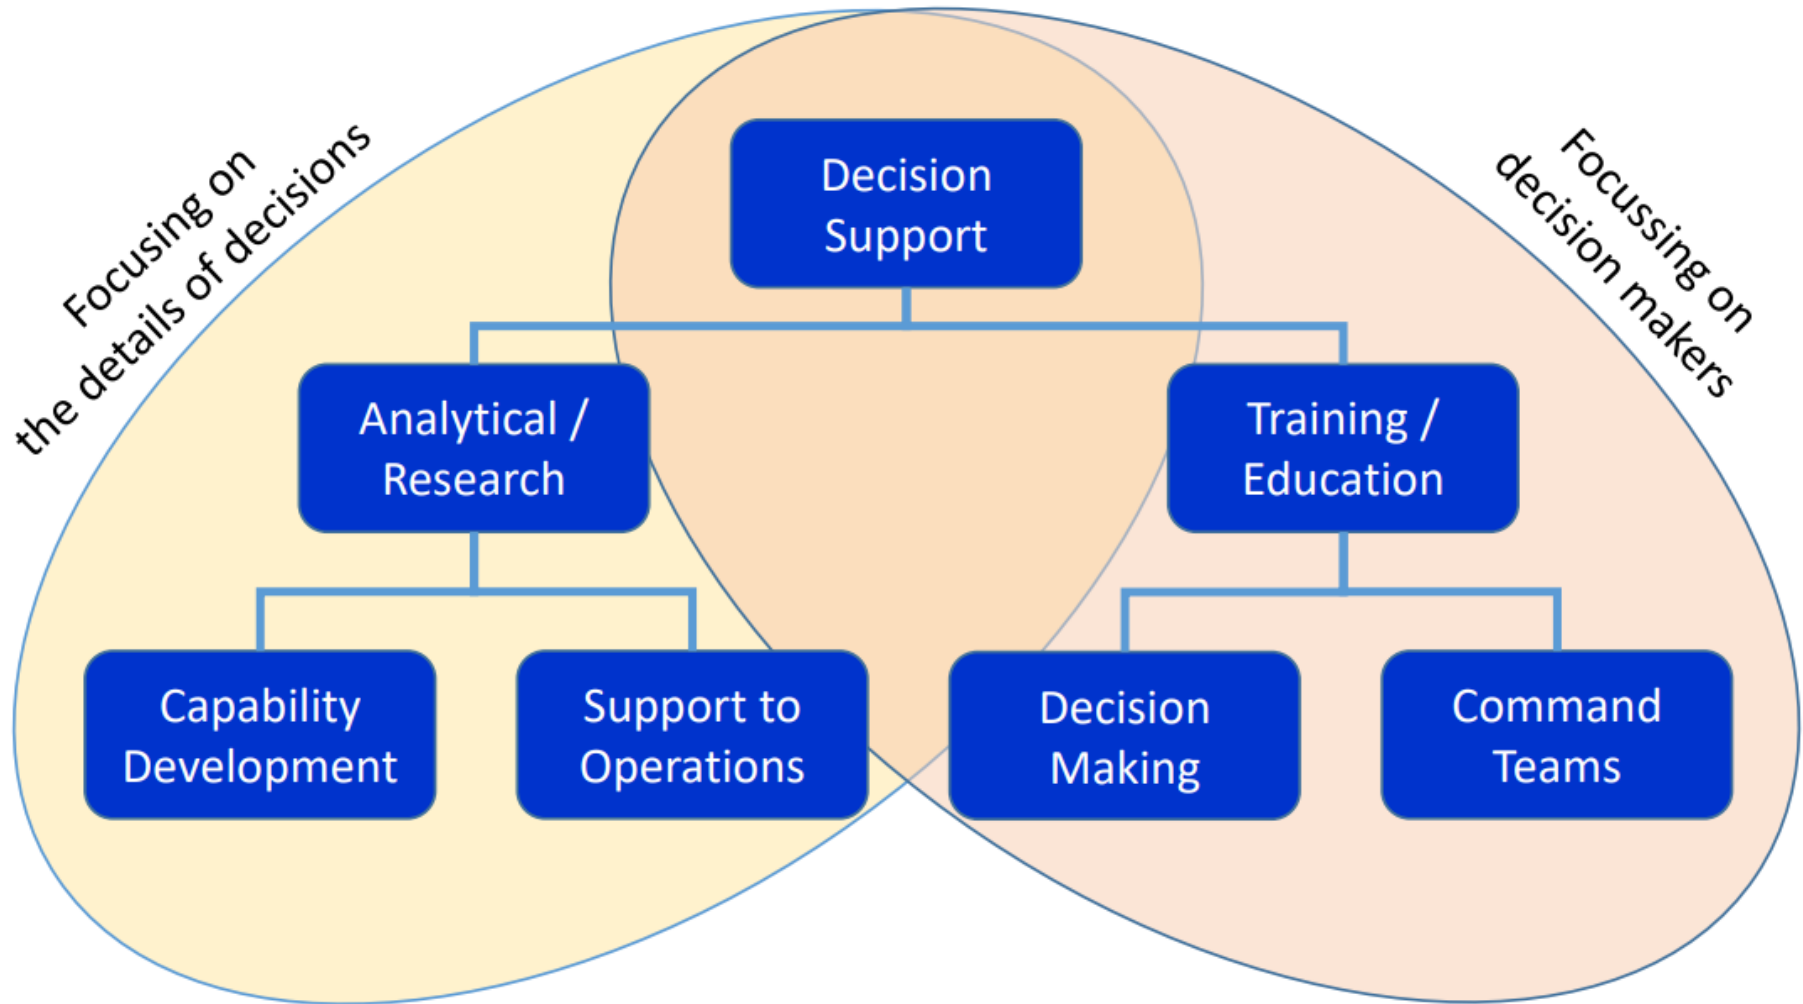 Focusing on
the details of decisions
Focussing on
decision makers
Decision
Support
Analytical /
Research
Training /
Education
Capability
Development
Support to
Operations
Decision
Making
Command
Teams